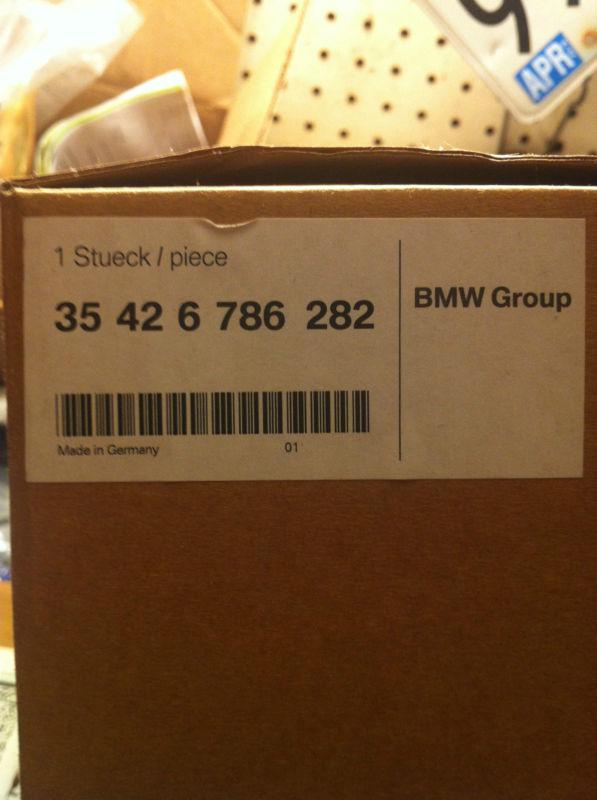 APR
1 Stueck / piece
35 42 6 786 282
BMW Group
Made in Germany
01